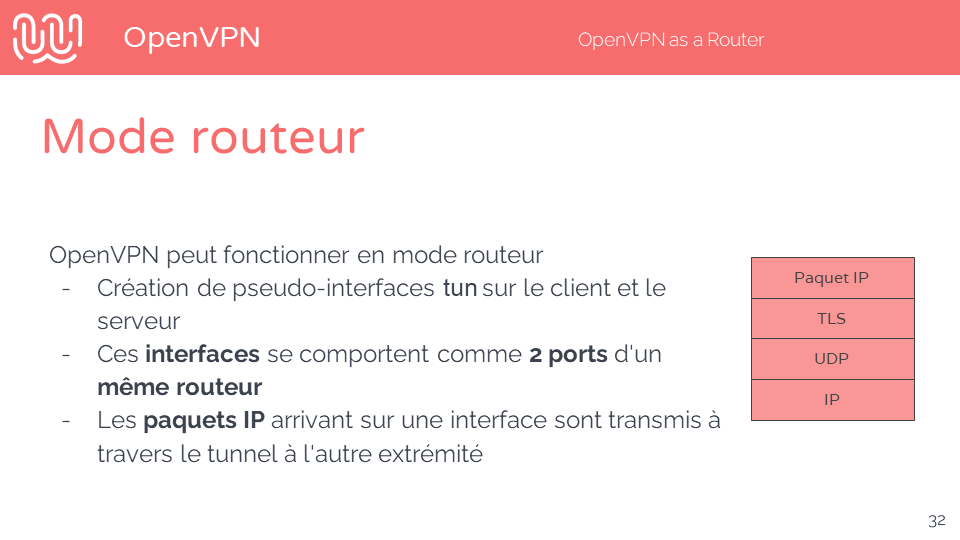 OpenVPN
OpenVPN as a Router
Mode routeur
OpenVPN peut fonctionner en mode routeur
- Création de pseudo-interfaces tun sur le client et le
serveur
- Ces interfaces se comportent comme 2 ports d'un
même routeur
- Les paquets IP arrivant sur une interface sont transmis à
travers le tunnel à l'autre extrémité
Paquet IP
TLS
UDP
IP
32